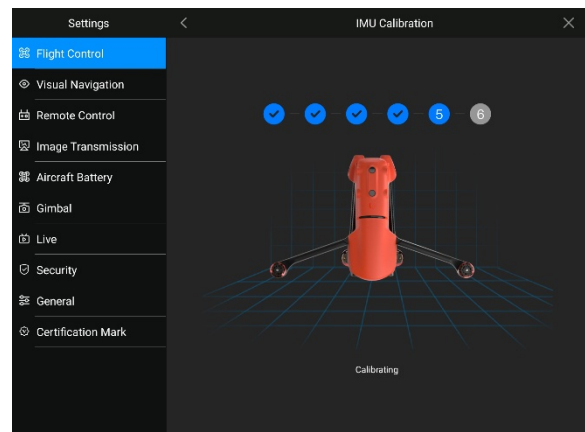 Settings
IMU Calibration
Flight Control
Visual Navigation
Remote Control
Image Transmission
Aircraft Battery
Gimbal
Live
Security
General
Certification Mark
5 6
Calibrating